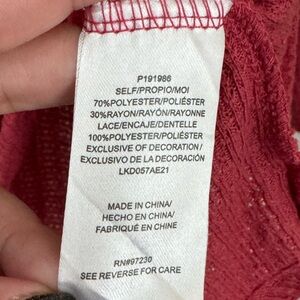 P191986
SELF/PROPIO/MOI
70%POLYESTER/POLIÉSTER
30%RAYON/RAYÓN/RAYONNE
LACE/ENCAJE/DENTELLE
100%POLYESTER/POLIÉSTER
EXCLUSIVE OF DECORATION/
EXCLUSIVO DE LA DECORACIÓN
LKD057AE21
MADE IN CHINA/
HECHO EN CHINA/
FABRIQUÉ EN CHINE
RN#97230
SEE REVERSE FOR CARE